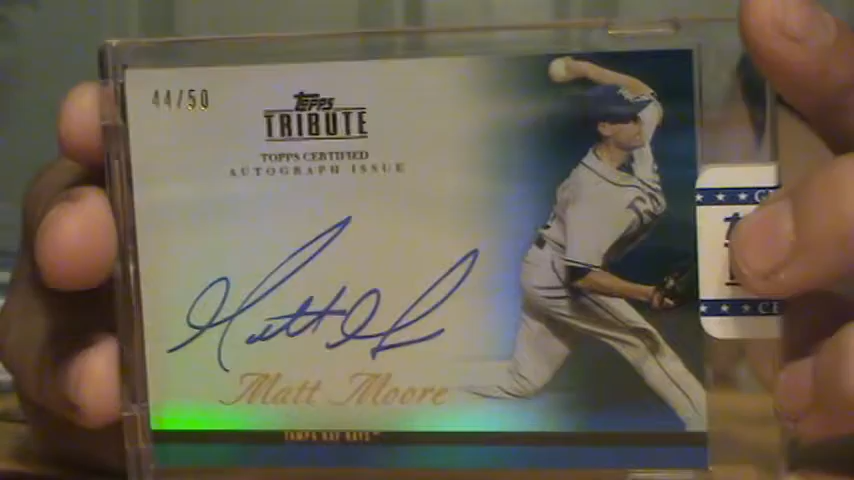 44/50
TOPPS
TRIBUTE
TOPPS CERTIFIED
AUTOGRAPH ISSUE
Matt Moore
TAMPA BAY RAYS™